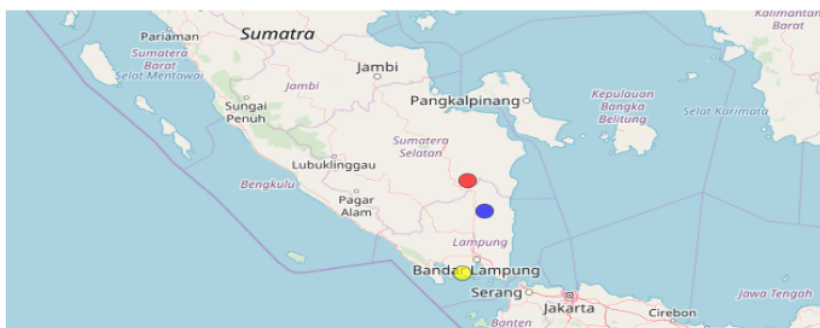 Kalimantan
Barat
Pariaman
Sumatra
Sumatera
Barat
Selat Mentawai
Jambi
Jambi
Sungai
Penuh
Pangkalpinang
Kepulauan
Bangka
Belitung
Selat Karimata
Sumatera
Selatan
Lubuklinggau
Bengkulu
Pagar
Alam
Lampung
Bandar Lampung
Serang
Jakarta
Cirebon
Jawa Tengah
Banten